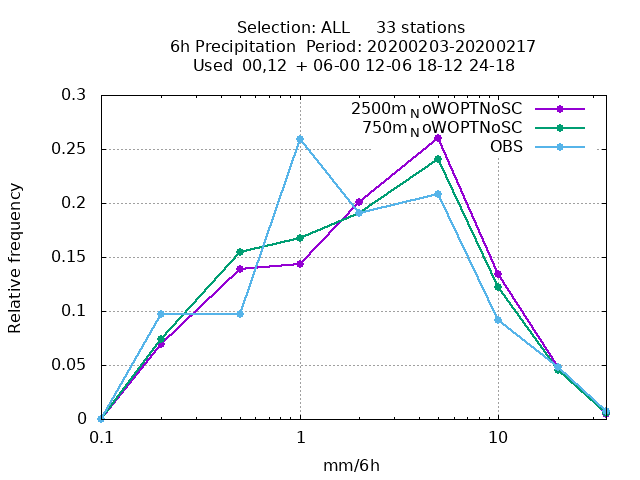 Selection: ALL 33 stations
6h Precipitation Period: 20200203-20200217
Used 00,12 + 06-00 12-06 18-12 24-18
0.3
0.25
0.2
0.15
0.1
0.05
0
Relative frequency
2500m_NoWOPTNoSC
750m_NoWOPTNoSC
OBS
0.1 1 10
mm/6h